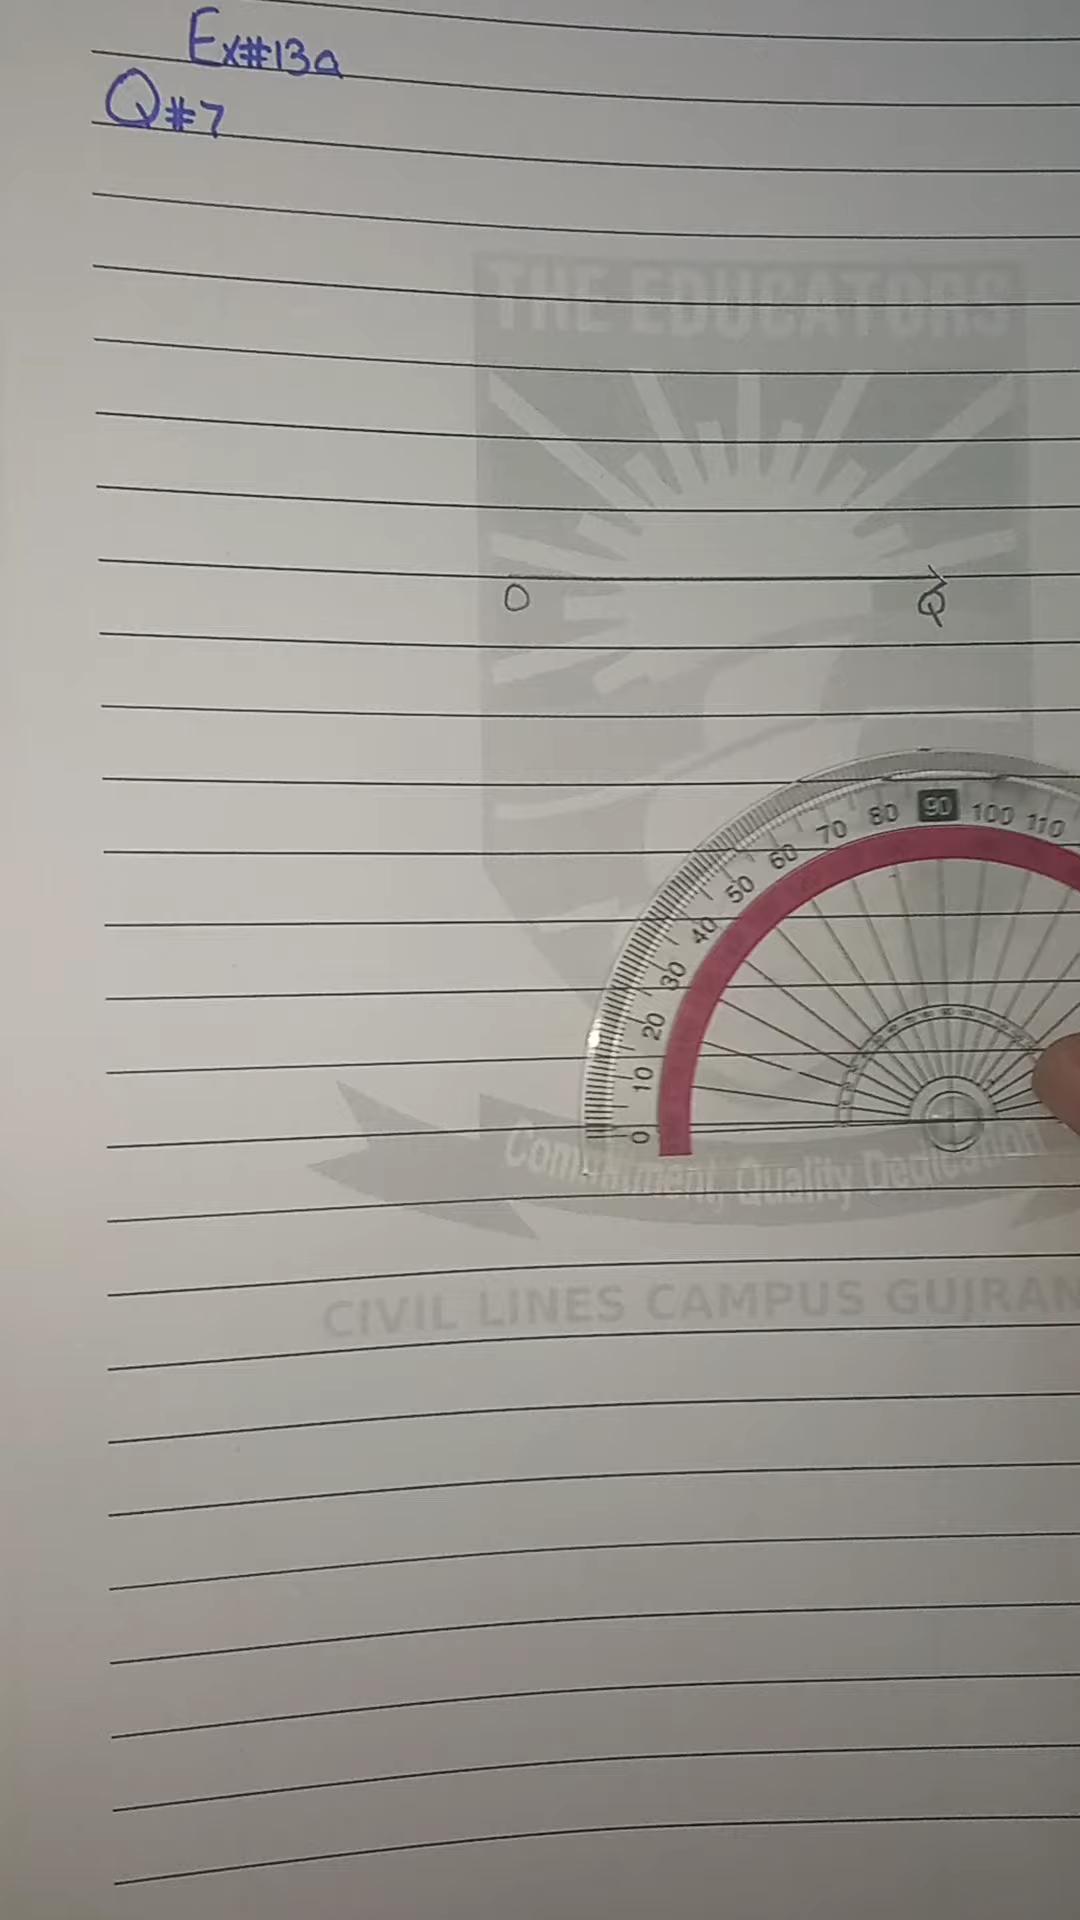 Ex#13a
Q#7
THE EDUCATORS
O Q
70 80 90 100 110
60
50
40
30
20
10
0
Commitment, Quality Dedication
CIVIL LINES CAMPUS